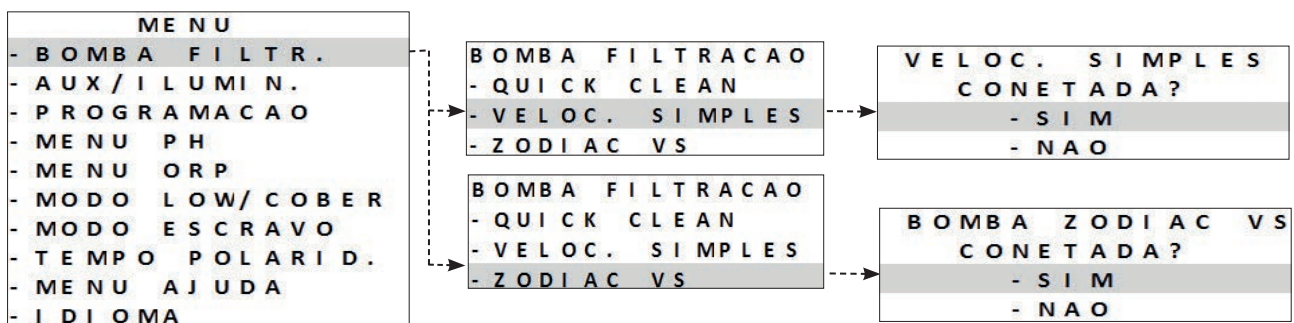 MENU
- BOMBA FILTR.
- AUX/ILUMIN.
- PROGRAMACAO
- MENU PH
- MENU ORP
- MODO LOW/COBER
- MODO ESCRAVO
- TEMPO POLARID.
- MENU AJUDA
- IDIOMA
BOMBA FILTRACAO
- QUICK CLEAN
- VELOC. SIMPLES
- ZODIAC VS
BOMBA FILTRACAO
- QUICK CLEAN
- VELOC. SIMPLES
- ZODIAC VS
VELOC. SIMPLES
CONETADA?
- SIM
- NAO
BOMBA ZODIAC VS
CONETADA?
- SIM
- NAO